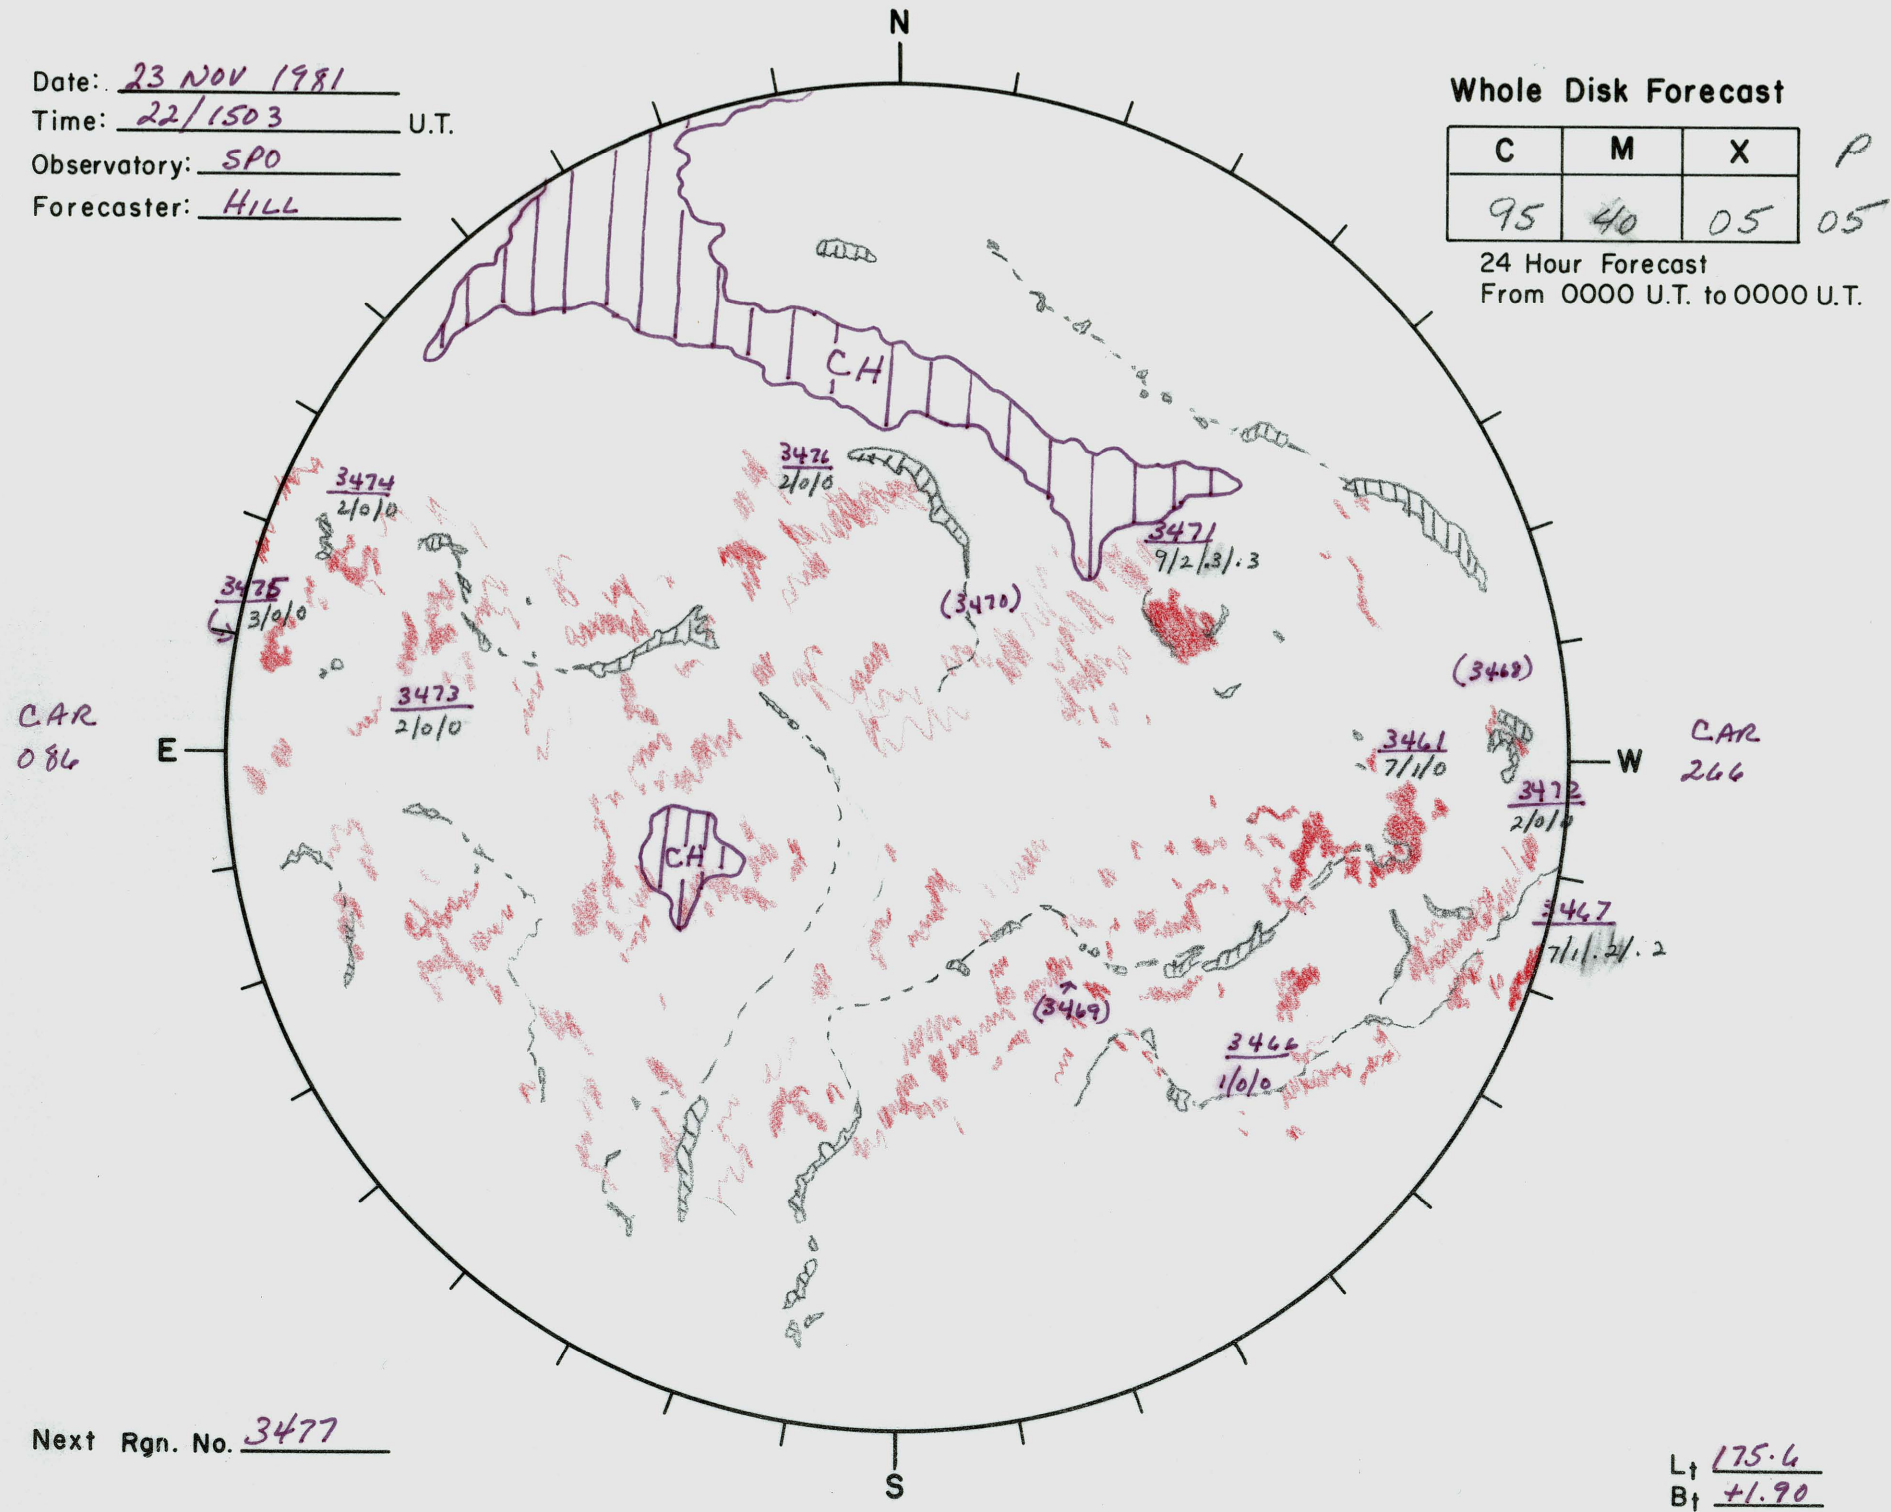 N
Date: 23 NOV 1981
Time: 22/1503 U.T.
Observatory: SPO
Forecaster: HILL
Whole Disk Forecast
C M X P
95 40 05 05
24 Hour Forecast
From 0000 U.T. to 0000 U.T.
CH
3476
2/0/0
3474
2/0/0
3471
9/2/.3/.3
3475
3/0/0
(3470)
(3468)
3473
2/0/0
CAR
086
E
3461
7/1/0
W
CAR
266
3472
2/0/0
CH
3467
7/1/.2/.2
(3469)
3466
1/0/0
Next Rgn. No. 3477
S
Lt 175.6
Bt +1.90